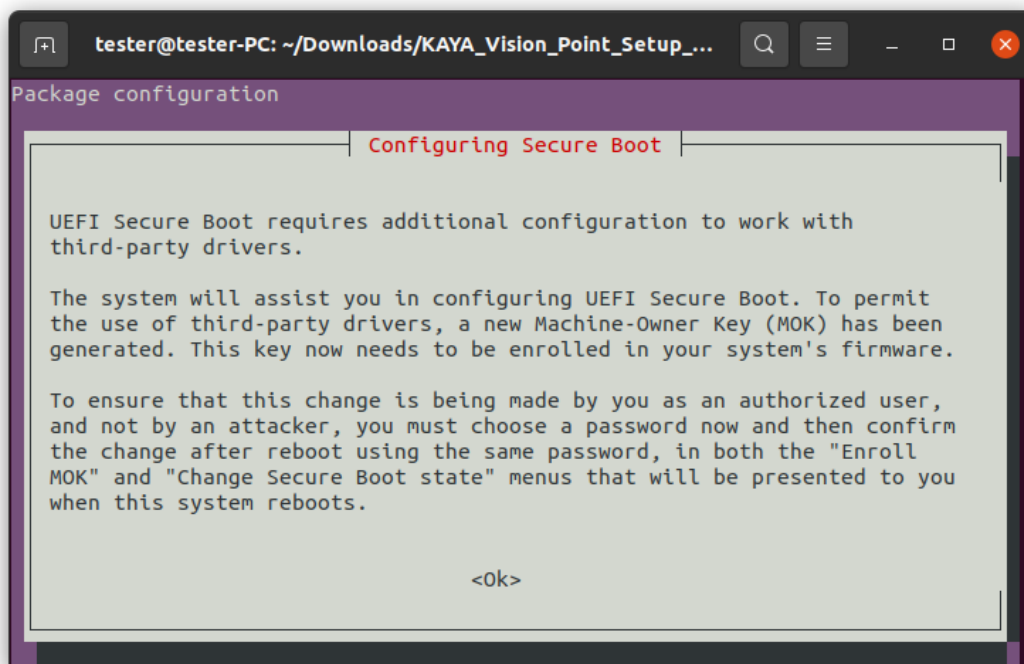 tester@tester-PC: ~/Downloads/KAYA_Vision_Point_Setup_...
Package configuration
Configuring Secure Boot
UEFI Secure Boot requires additional configuration to work with
third-party drivers.
The system will assist you in configuring UEFI Secure Boot. To permit
the use of third-party drivers, a new Machine-Owner Key (MOK) has been
generated. This key now needs to be enrolled in your system's firmware.
To ensure that this change is being made by you as an authorized user,
and not by an attacker, you must choose a password now and then confirm
the change after reboot using the same password, in both the "Enroll
MOK" and "Change Secure Boot state" menus that will be presented to you
when this system reboots.
<Ok>